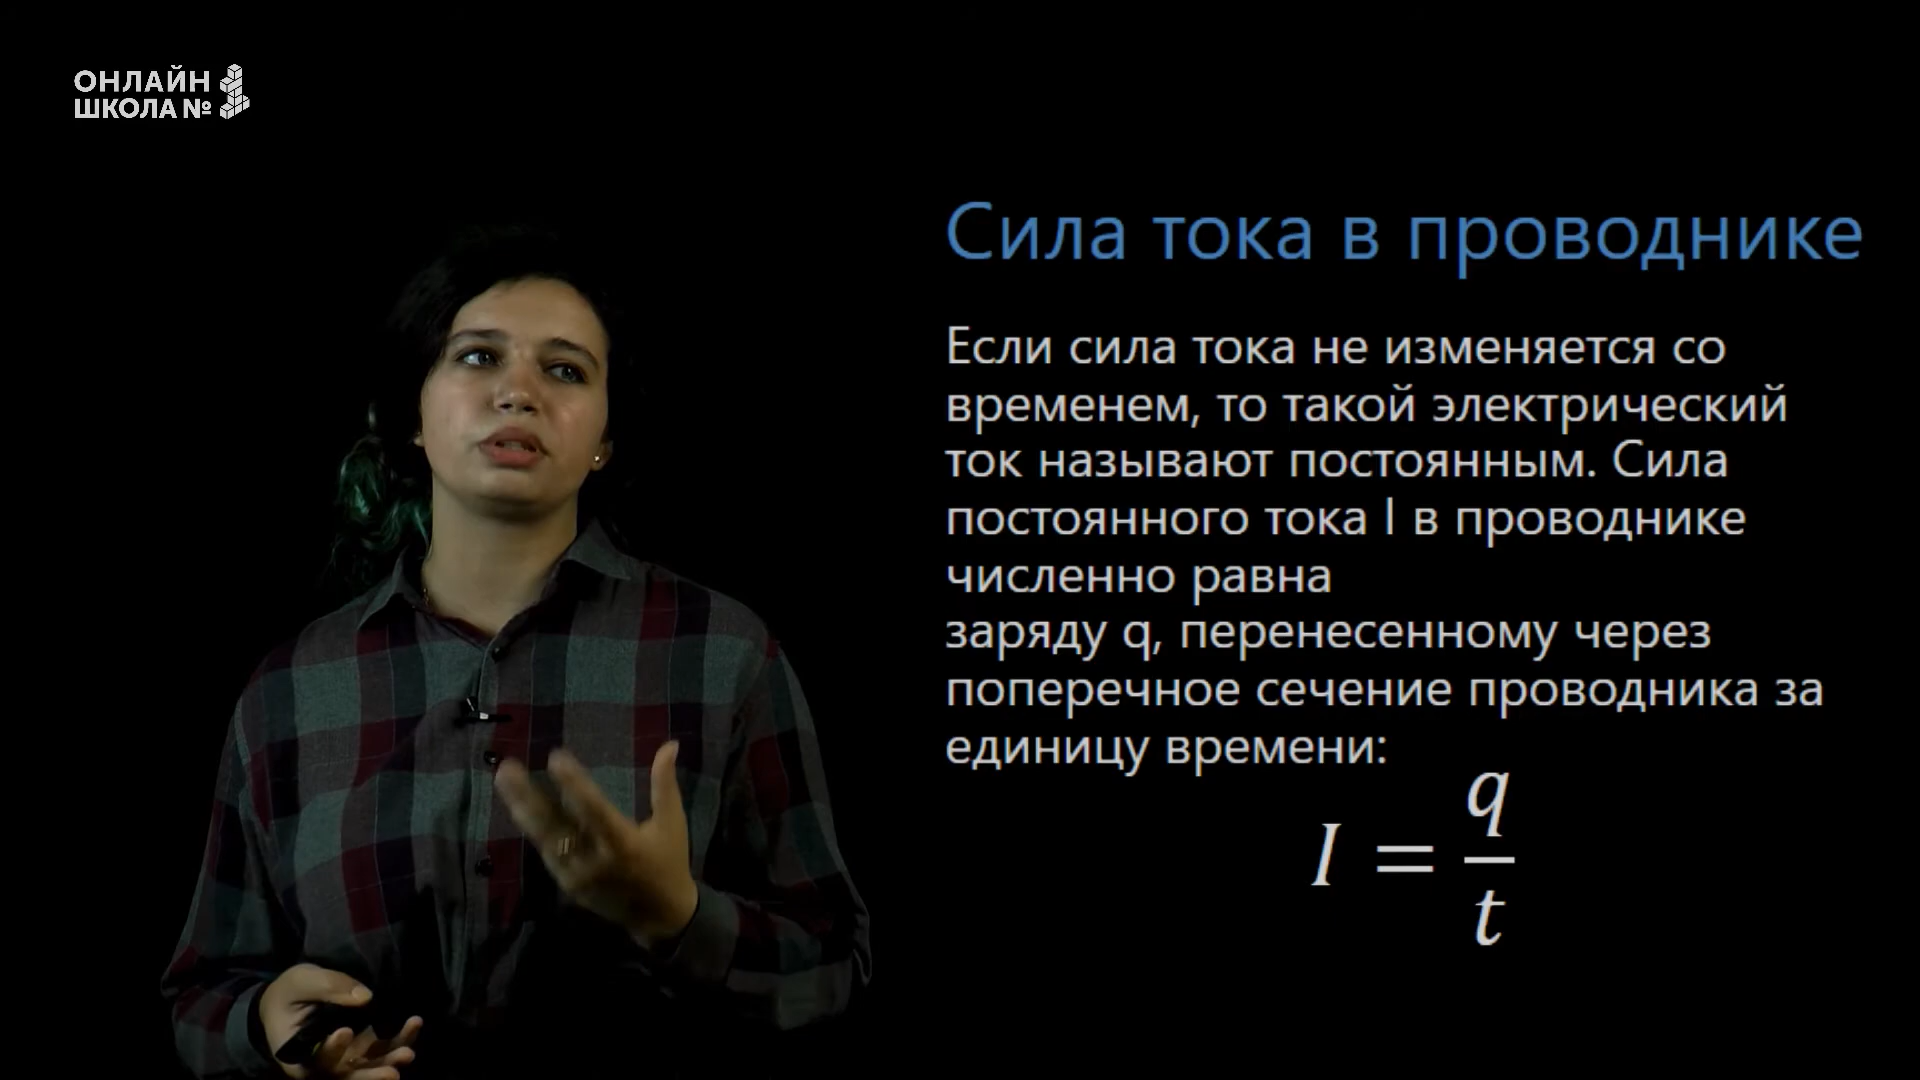 ОНЛАЙН
ШКОЛА №1
Сила тока в проводнике
Если сила тока не изменяется со
временем, то такой электрический
ток называют постоянным. Сила
постоянного тока I в проводнике
численно равна
заряду q, перенесенному через
поперечное сечение проводника за
единицу времени:
I = q/t